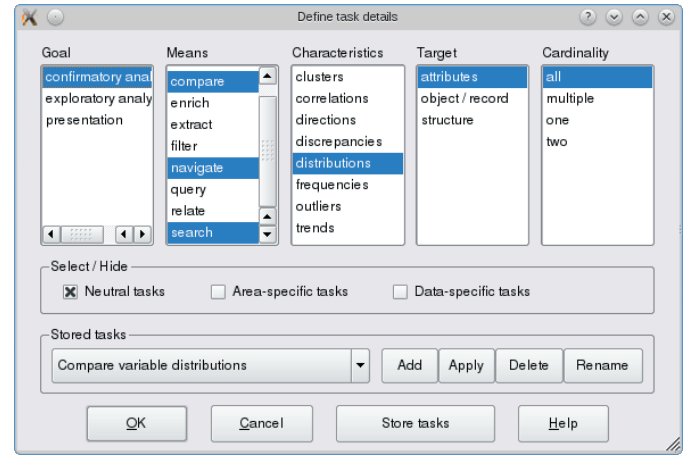 Define task details
Goal
confirmatory anal
exploratory analy
presentation
Means
compare
enrich
extract
filter
navigate
query
relate
search
Characteristics
clusters
correlations
directions
discrepancies
distributions
frequencies
outliers
trends
Target
attributes
object / record
structure
Cardinality
all
multiple
one
two
Select / Hide
Neutral tasks Area-specific tasks Data-specific tasks
Stored tasks
Compare variable distributions Add Apply Delete Rename
OK Cancel Store tasks Help